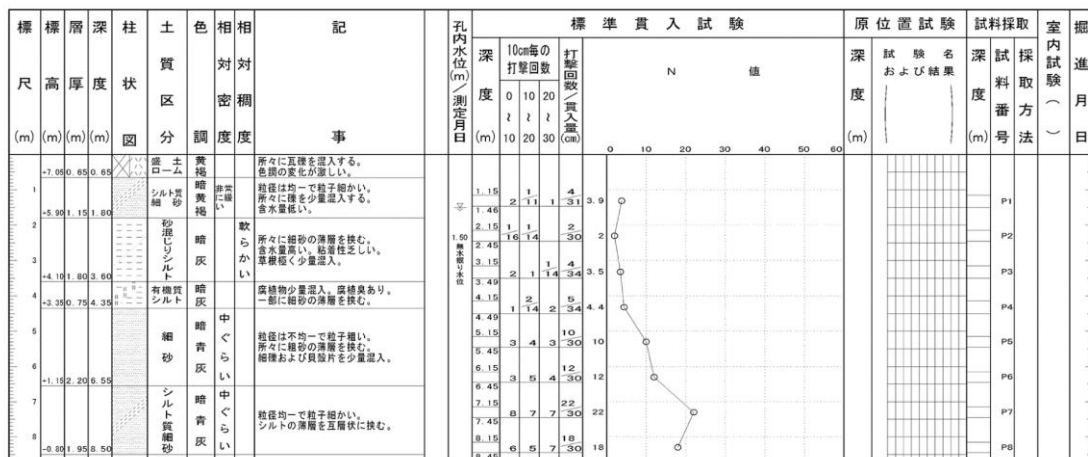 標尺(m) 標高(m) 層厚(m) 深度(m) 柱状図 土質区分 色調 相対密度 相対稠度 記事 孔内水位(m)/測定月日 標準貫入試験 原位置試験 試料採取 室内試験( ) 掘進月日
深度(m) 10cm毎の打撃回数 打撃回数/貫入量(cm) N 値 深度(m) 試験名および結果 深度(m) 試料番号 採取方法
0〜10 10〜20 20〜30 0 10 20 30 40 50 60
+7.05 0.65 0.65 盛土ローム 黄褐 所々に瓦礫を混入する。
色調の変化が激しい。
1 +5.90 1.15 1.80 シルト質細砂 暗黄褐 非常に緩い 粒径は均一で粒子細かい。
所々に礫を少量混入する。
含水量低い。
1.15 1.46 2 1/11 1 4/31 3.9 P1
2 3 +4.10 1.80 3.60 砂混じりシルト 暗灰 軟らかい 所々に細砂の薄層を挟む。
含水量高い。粘着性乏しい。
草根極く少量混入。
1.50 無水掘り水位
2.15 2.45 1/16 1/14 2/30 2 P2
3.15 3.49 2 1 1/14 4/34 3.5 P3
4 +3.35 0.75 4.35 有機質シルト 暗灰 腐植物少量混入。腐植臭あり。
一部に細砂の薄層を挟む。
4.15 4.49 1 2/14 2 5/34 4.4 P4
5 6 +1.15 2.20 6.55 細砂 暗青灰 中ぐらい 粒径は不均一で粒子粗い。
所々に粗砂の薄層を挟む。
細礫および貝殻片を少量混入。
5.15 5.45 3 4 3 10/30 10 P5
6.15 6.45 3 5 4 12/30 12 P6
7 8 -0.80 1.95 8.50 シルト質細砂 暗青灰 中ぐらい 粒径均一で粒子細かい。
シルトの薄層を互層状に挟む。
7.15 7.45 8 7 7 22/30 22 P7
8.15 8.45 6 5 7 18/30 18 P8